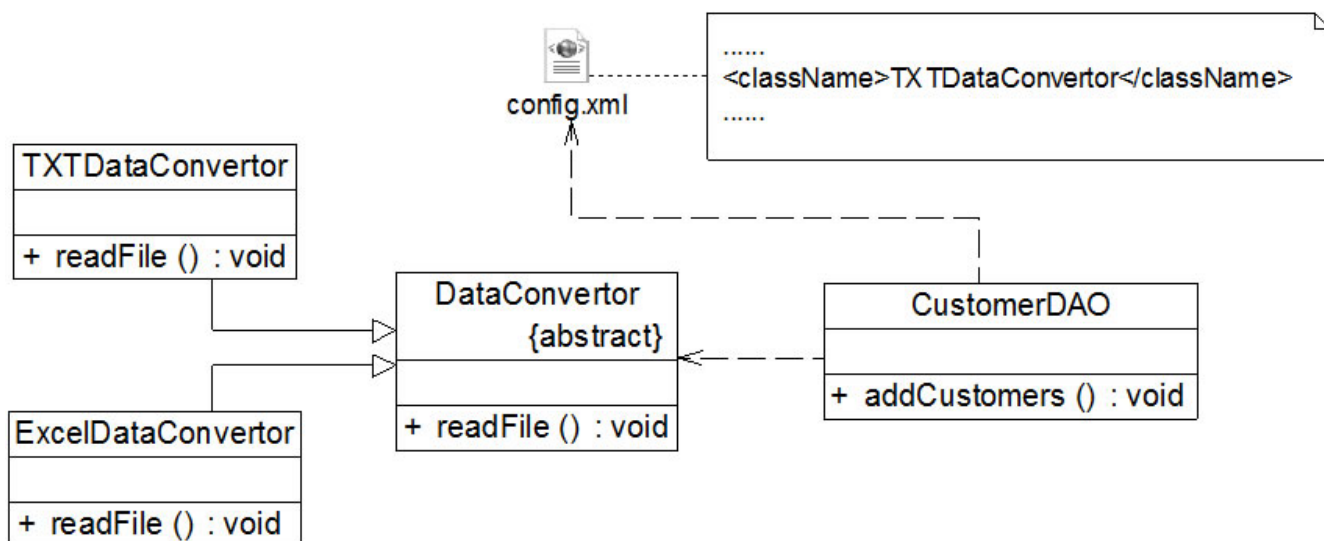 ......
<className>TXTDataConvertor</className>
......
config.xml
TXTDataConvertor
+ readFile () : void
DataConvertor
{abstract}
+ readFile () : void
CustomerDAO
+ addCustomers () : void
ExcelDataConvertor
+ readFile () : void